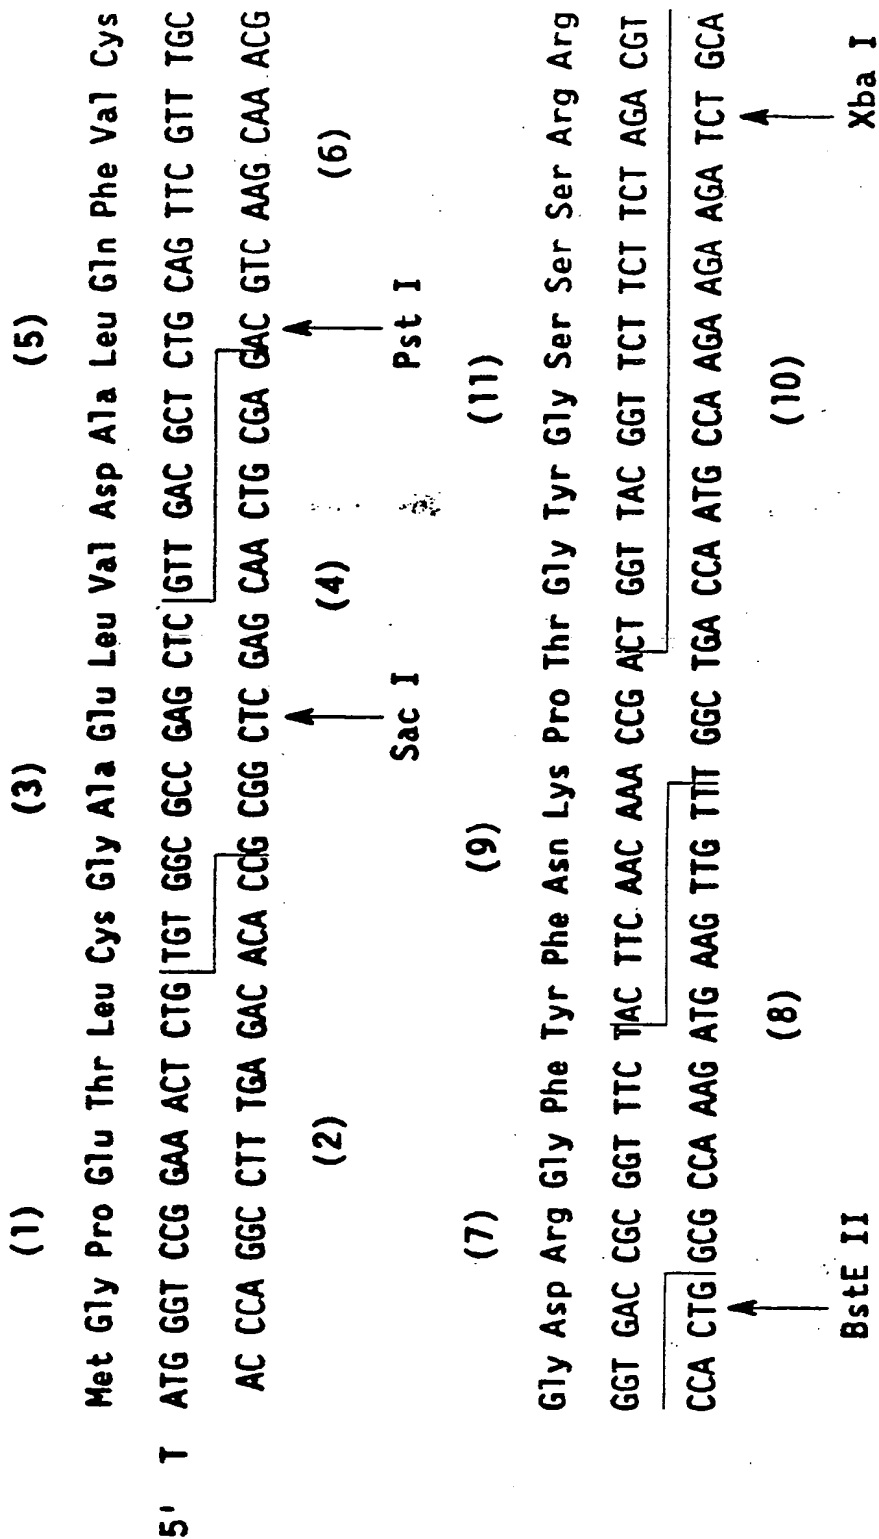 (1) (3) (5)
Met Gly Pro Glu Thr Leu Cys Gly Ala Glu Leu Val Asp Ala Leu Gln Phe Val Cys
5' T ATG GGT CCG GAA ACT CTG TGT GGC GCC GAG CTC GTT GAC GCT CTG CAG TTC GTT TGC
AC CCA GGC CTT TGA GAC ACA CCG CGG CTC GAG CAA CTG CGA GAC GTC AAG CAA ACG
(2) (4) (6)
Sac I Pst I
(7) (9) (11)
Gly Asp Arg Gly Phe Tyr Phe Asn Lys Pro Thr Gly Tyr Gly Ser Ser Arg Arg
GGT GAC CGC GGT TTC TAC TTC AAC AAA CCG ACT GGT TAC GGT TCT TCT TCT AGA CGT
CCA CTG GCG CCA AAG ATG AAG TTG TTT GGC TGA CCA ATG CCA AGA AGA AGA TCT GCA
(8) (10)
BstE II Xba I